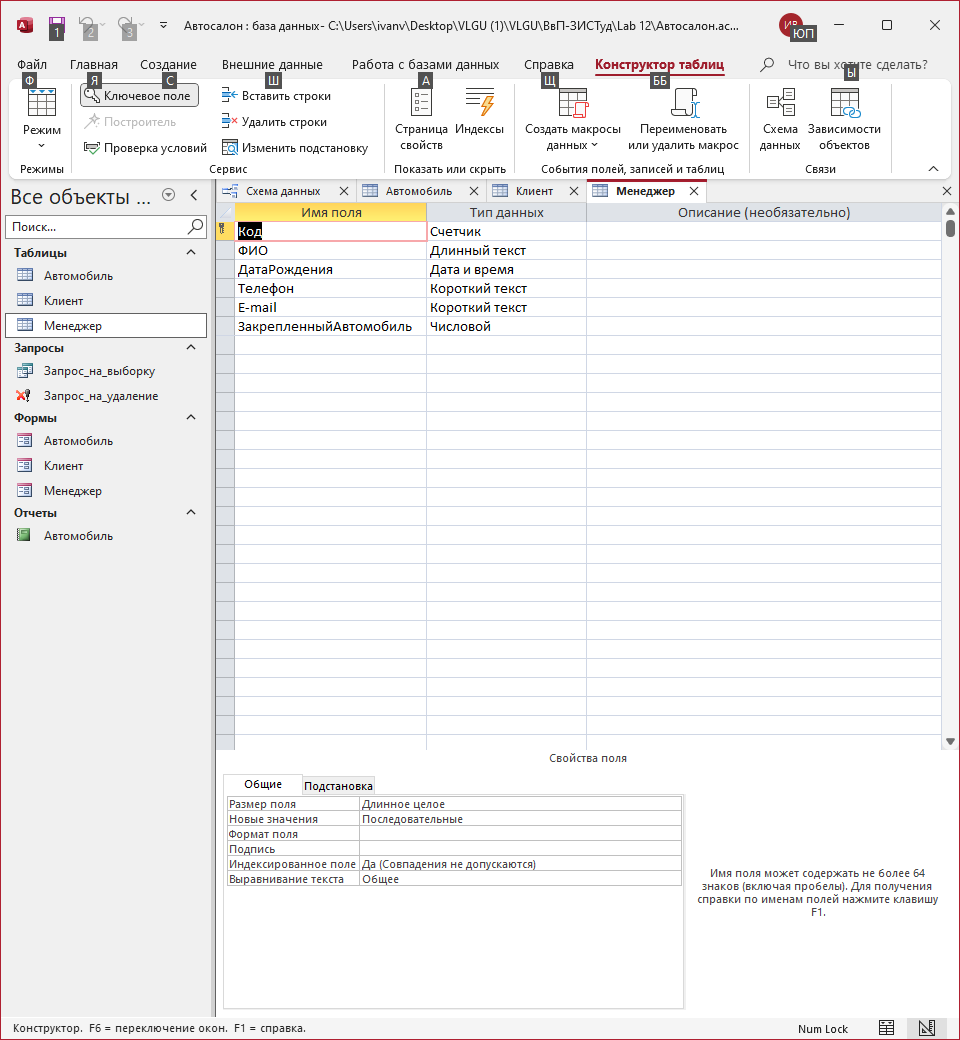 Автосалон : база данных- C:\Users\ivanv\Desktop\VLGU (1)\VLGU\ВвП-ЗИСТуд\Lab 12\Автосалон.ac...
ИВ
1
2
3
ЮП
Файл
Главная
Создание
Внешние данные
Работа с базами данных
Справка
Конструктор таблиц
Что вы хотите сделать?
Ф
Я
С
Ш
А
Щ
ББ
Ы
Режим
Режимы
Ключевое поле
Построитель
Проверка условий
Вставить строки
Удалить строки
Изменить подстановку
Сервис
Страница свойств
Индексы
Показать или скрыть
Создать макросы данных
Переименовать или удалить макрос
События полей, записей и таблиц
Схема данных
Зависимости объектов
Связи
Все объекты ...
Поиск...
Таблицы
Автомобиль
Клиент
Менеджер
Запросы
Запрос_на_выборку
Запрос_на_удаление
Формы
Автомобиль
Клиент
Менеджер
Отчеты
Автомобиль
Схема данных
Автомобиль
Клиент
Менеджер
Имя поля Тип данных Описание (необязательно)
Код Счетчик
ФИО Длинный текст
ДатаРождения Дата и время
Телефон Короткий текст
E-mail Короткий текст
ЗакрепленныйАвтомобиль Числовой
Свойства поля
Общие
Подстановка
Размер поля Длинное целое
Новые значения Последовательные
Формат поля
Подпись
Индексированное поле Да (Совпадения не допускаются)
Выравнивание текста Общее
Имя поля может содержать не более 64
знаков (включая пробелы). Для получения
справки по именам полей нажмите клавишу
F1.
Конструктор. F6 = переключение окон. F1 = справка.
Num Lock